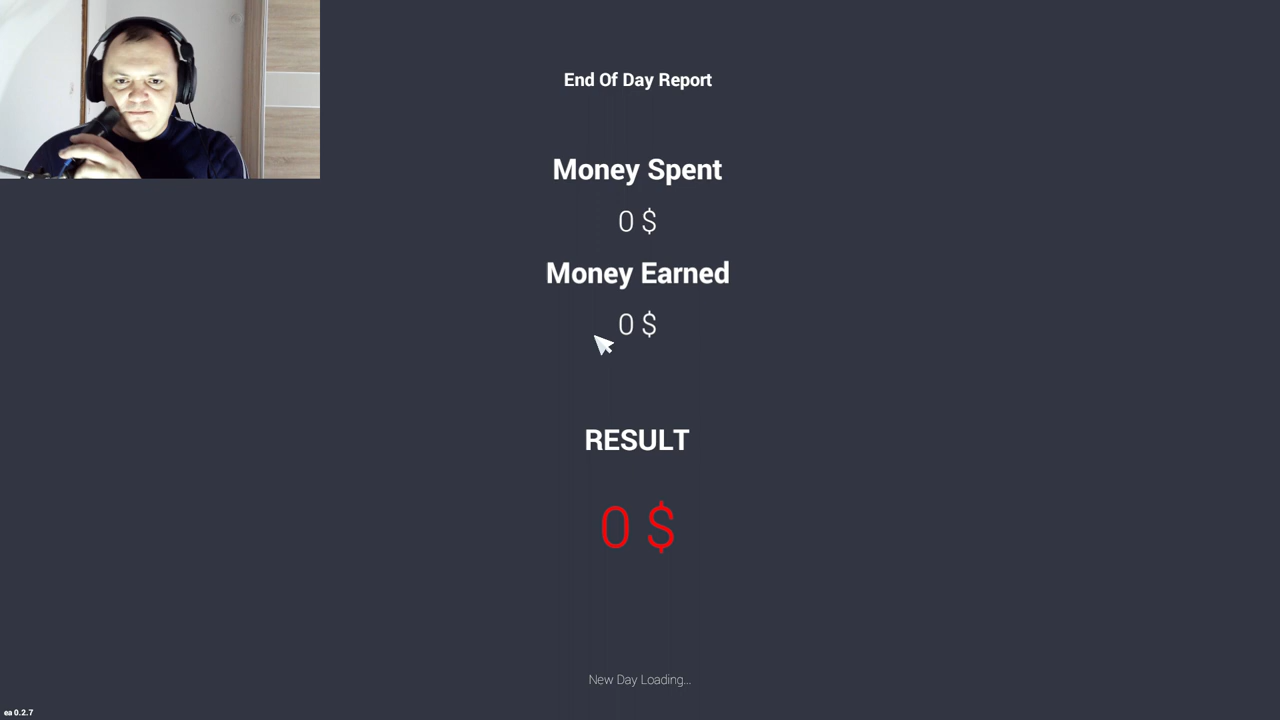 End Of Day Report
Money Spent
0 $
Money Earned
0 $
RESULT
0 $
New Day Loading...
ea 0.2.7